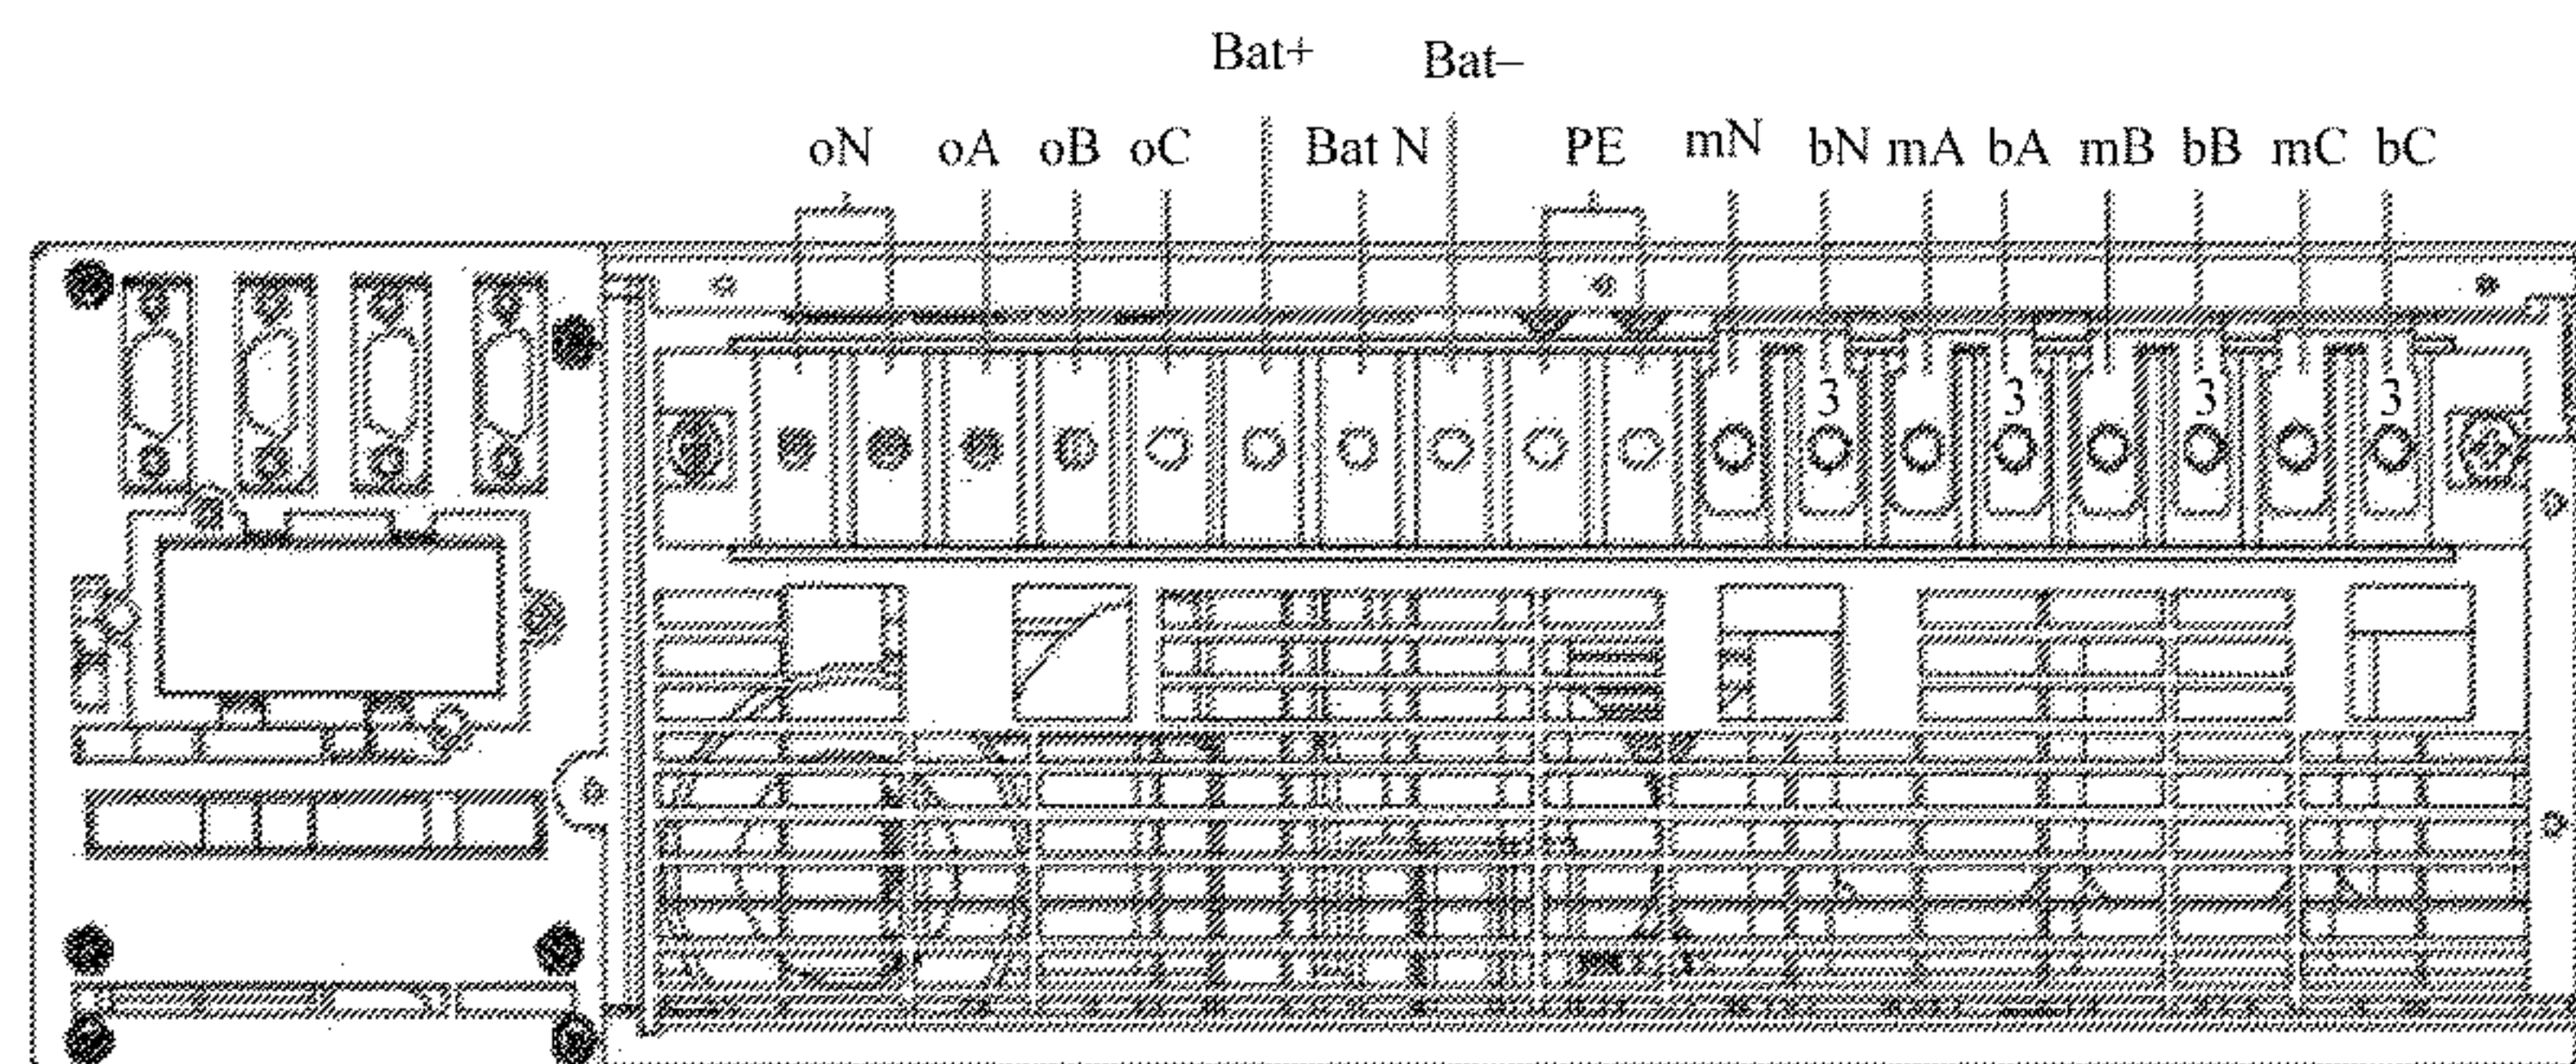 Bat+ Bat–
oN oA oB oC Bat N PE mN bN mA bA mB bB mC bC
3 3 3 3